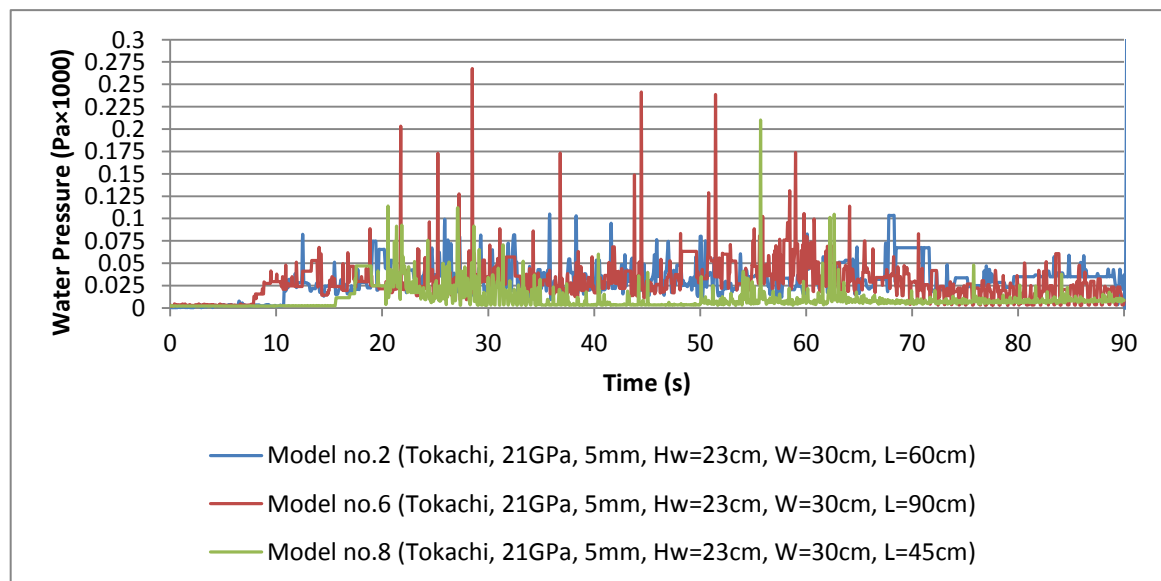 0.3
0.275
0.25
0.225
0.2
0.175
0.15
0.125
0.1
0.075
0.05
0.025
0
Water Pressure (Pa×1000)
0 10 20 30 40 50 60 70 80 90
Time (s)
Model no.2 (Tokachi, 21GPa, 5mm, Hw=23cm, W=30cm, L=60cm)
Model no.6 (Tokachi, 21GPa, 5mm, Hw=23cm, W=30cm, L=90cm)
Model no.8 (Tokachi, 21GPa, 5mm, Hw=23cm, W=30cm, L=45cm)